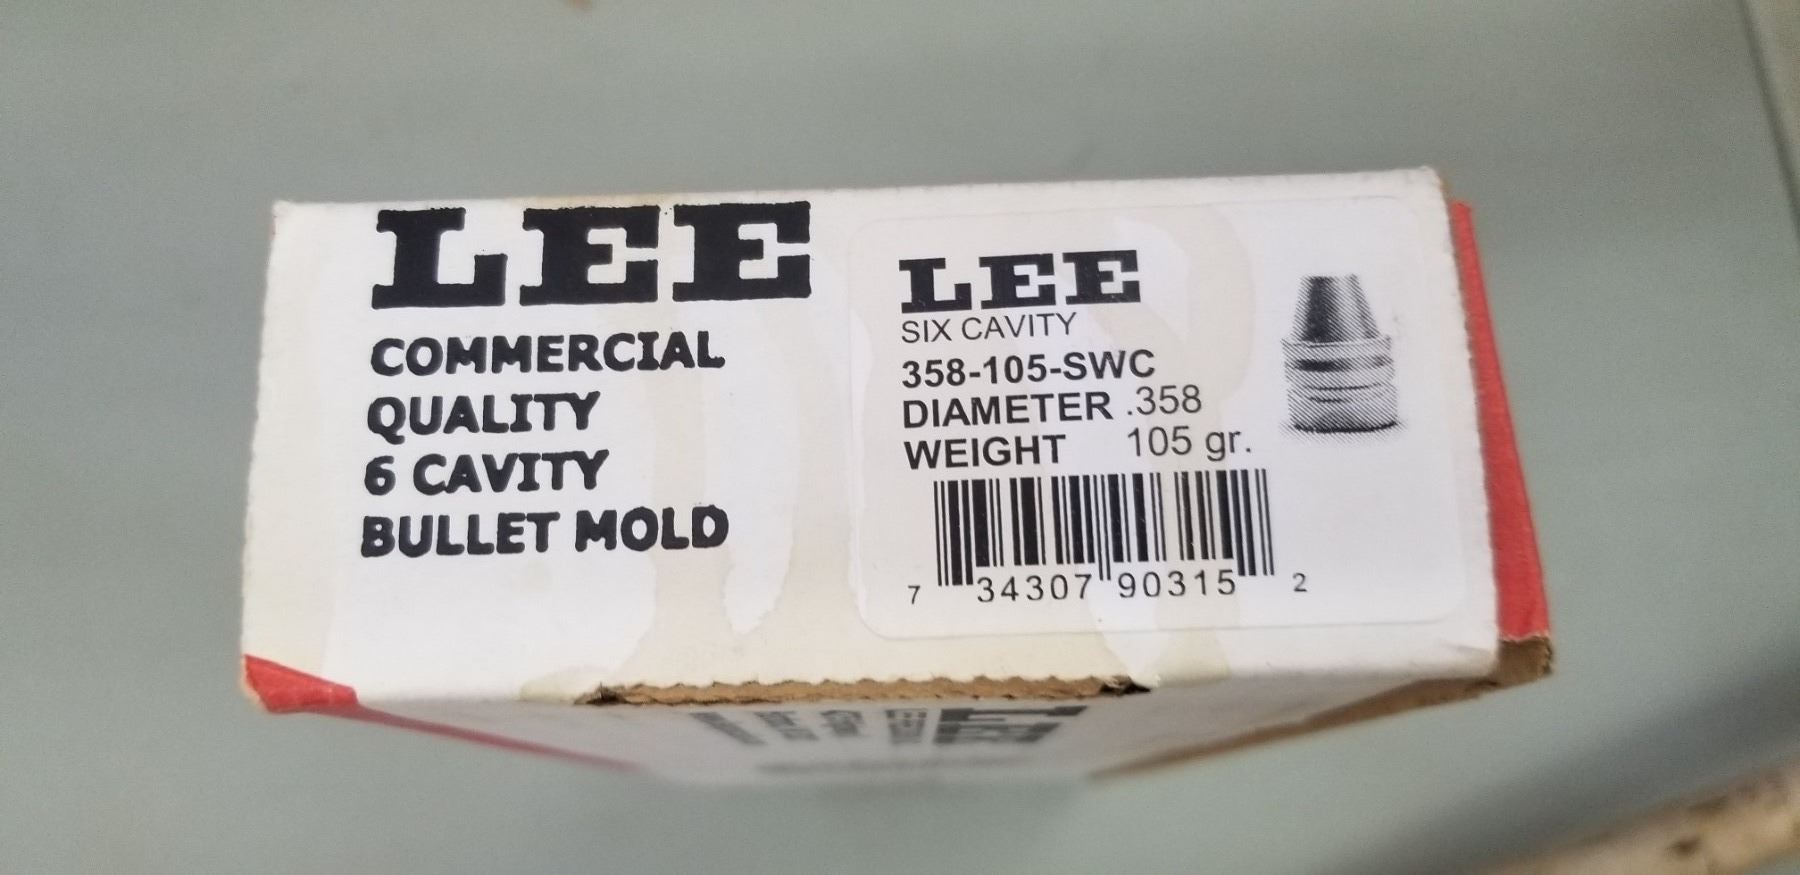 LEE
COMMERCIAL
QUALITY
6 CAVITY
BULLET MOLD
LEE
SIX CAVITY
358-105-SWC
DIAMETER .358
WEIGHT 105 gr.
7 34307 90315 2
LEE